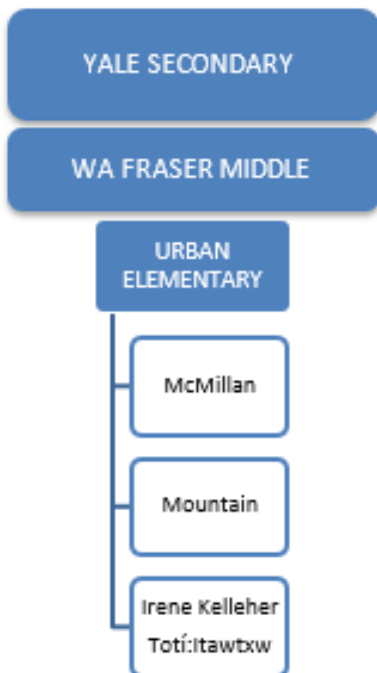 YALE SECONDARY
WA FRASER MIDDLE
URBAN
ELEMENTARY
McMillan
Mountain
Irene Kelleher
Totí:ltawtxw